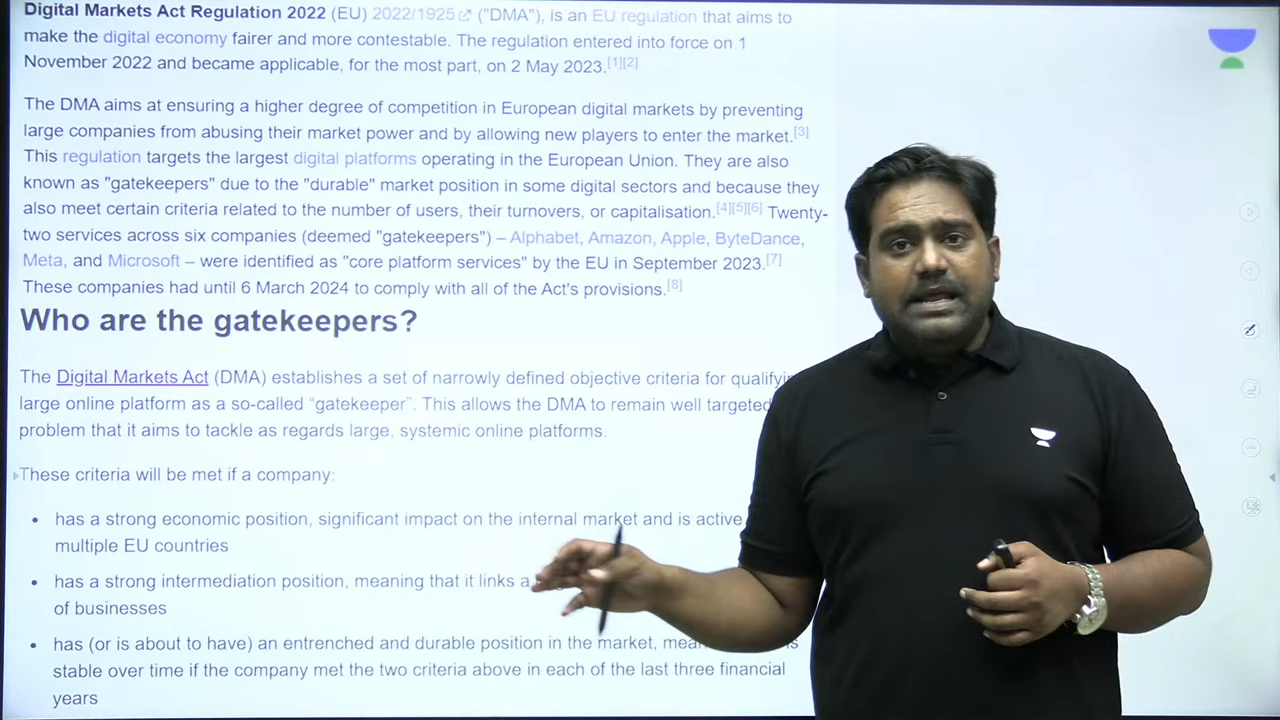 Digital Markets Act Regulation 2022 (EU) 2022/1925 ("DMA"), is an EU regulation that aims to
make the digital economy fairer and more contestable. The regulation entered into force on 1
November 2022 and became applicable, for the most part, on 2 May 2023.[1][2]
The DMA aims at ensuring a higher degree of competition in European digital markets by preventing
large companies from abusing their market power and by allowing new players to enter the market.[3]
This regulation targets the largest digital platforms operating in the European Union. They are also
known as "gatekeepers" due to the "durable" market position in some digital sectors and because they
also meet certain criteria related to the number of users, their turnovers, or capitalisation.[4][5][6] Twenty-
two services across six companies (deemed "gatekeepers") – Alphabet, Amazon, Apple, ByteDance,
Meta, and Microsoft – were identified as "core platform services" by the EU in September 2023.[7]
These companies had until 6 March 2024 to comply with all of the Act's provisions.[8]
Who are the gatekeepers?
The Digital Markets Act (DMA) establishes a set of narrowly defined objective criteria for
large online platform as a so-called “gatekeeper”. This allows the DMA to remain well targeted
problem that it aims to tackle as regards large, systemic online platforms.
These criteria will be met if a company:
• has a strong economic position, significant impact on the internal market and is active
multiple EU countries
• has a strong intermediation position, meaning that it links a
of businesses
• has (or is about to have) an entrenched and durable position in the market,
stable over time if the company met the two criteria above in each of the last three financial
years